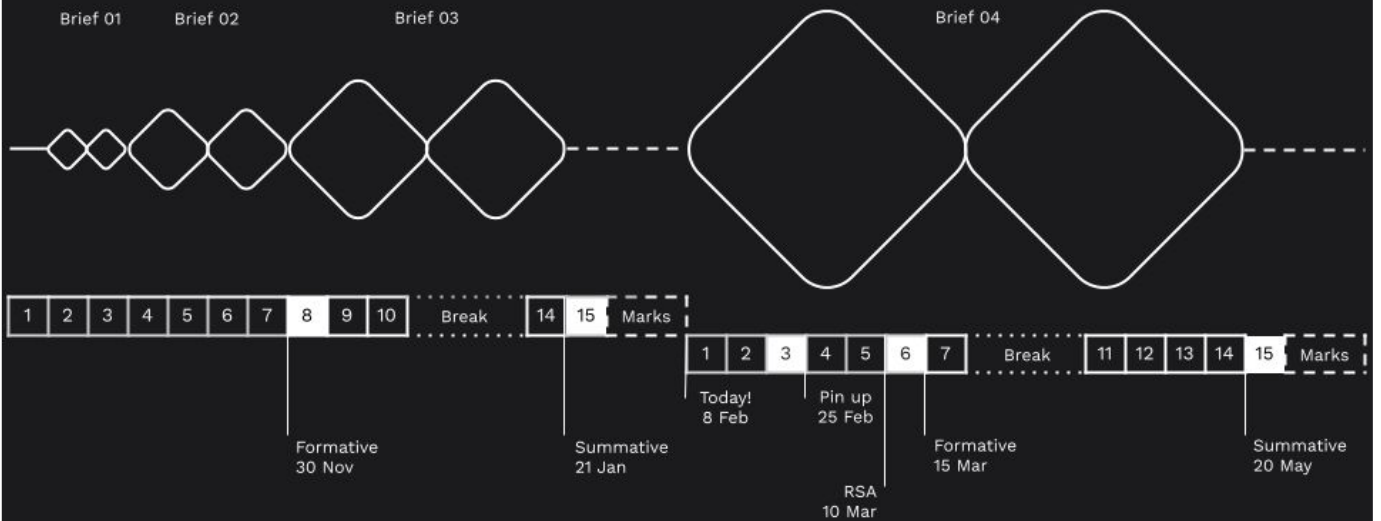 Brief 01
Brief 02
Brief 03
Brief 04
1 2 3 4 5 6 7 8 9 10 Break 14 15 Marks
1 2 3 4 5 6 7 Break 11 12 13 14 15 Marks
Today!
8 Feb
Pin up
25 Feb
Formative
30 Nov
Summative
21 Jan
Formative
15 Mar
Summative
20 May
RSA
10 Mar